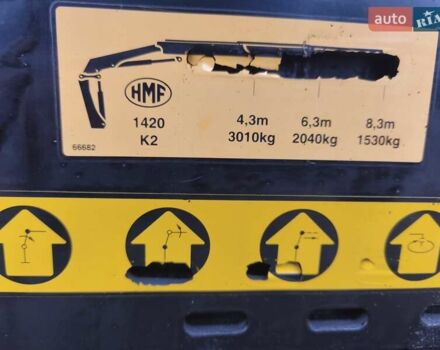 auto RIA
HMF
1420
K2
4,3m 6,3m 8,3m
3010kg 2040kg 1530kg
66682